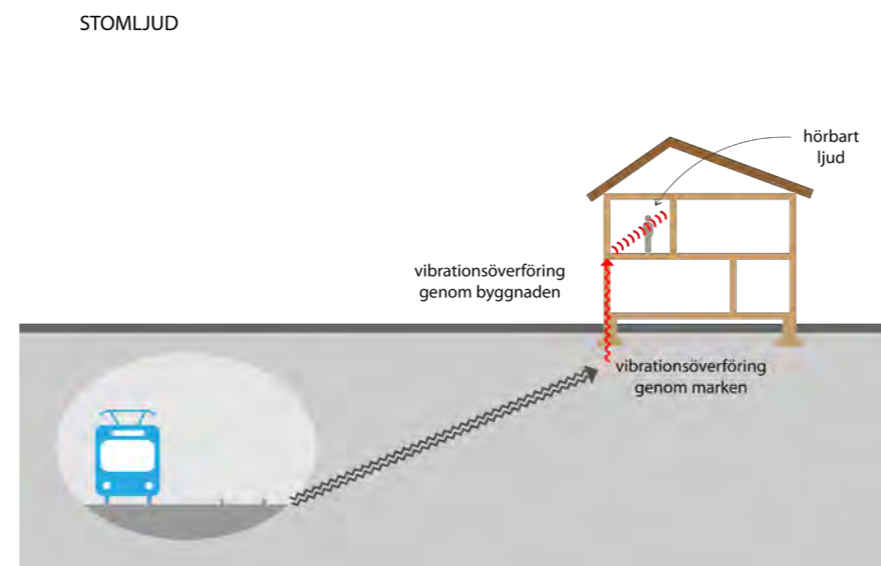 STOMLJUD
hörbart
ljud
vibrationsöverföring
genom byggnaden
vibrationsöverföring
genom marken